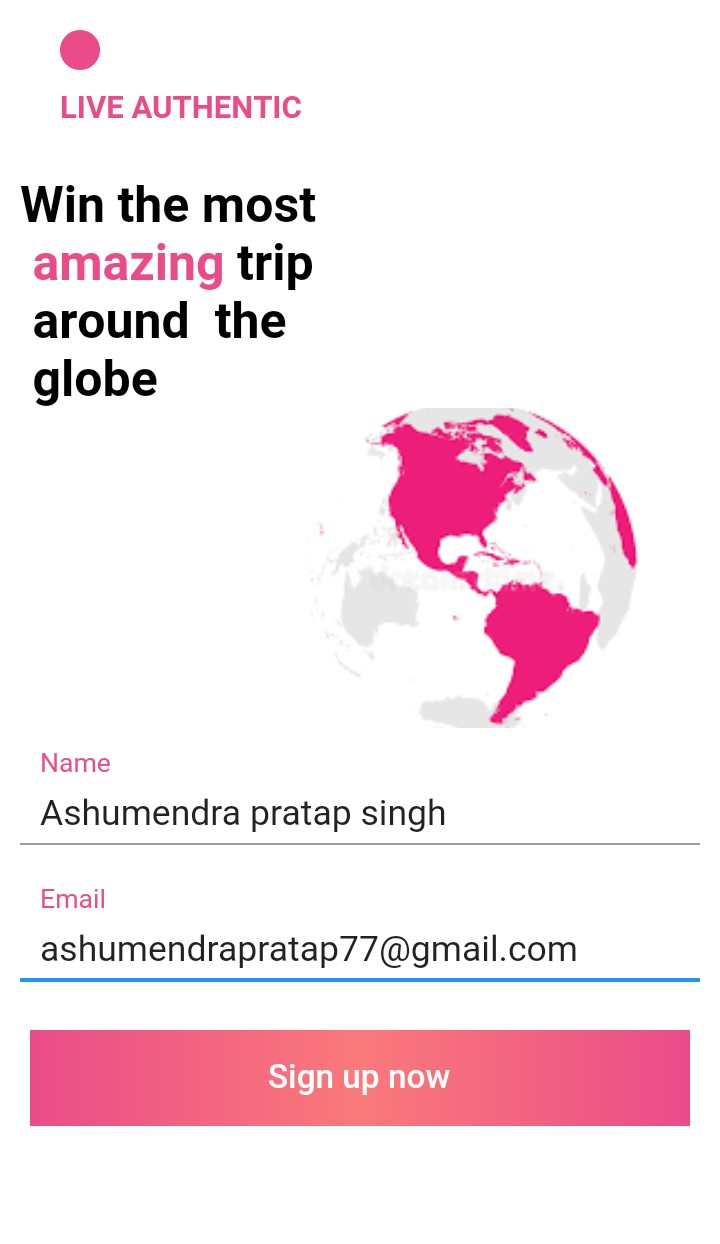 LIVE AUTHENTIC
Win the most
amazing trip
around  the
globe
Name
Ashumendra pratap singh
Email
ashumendrapratap77@gmail.com
Sign up now